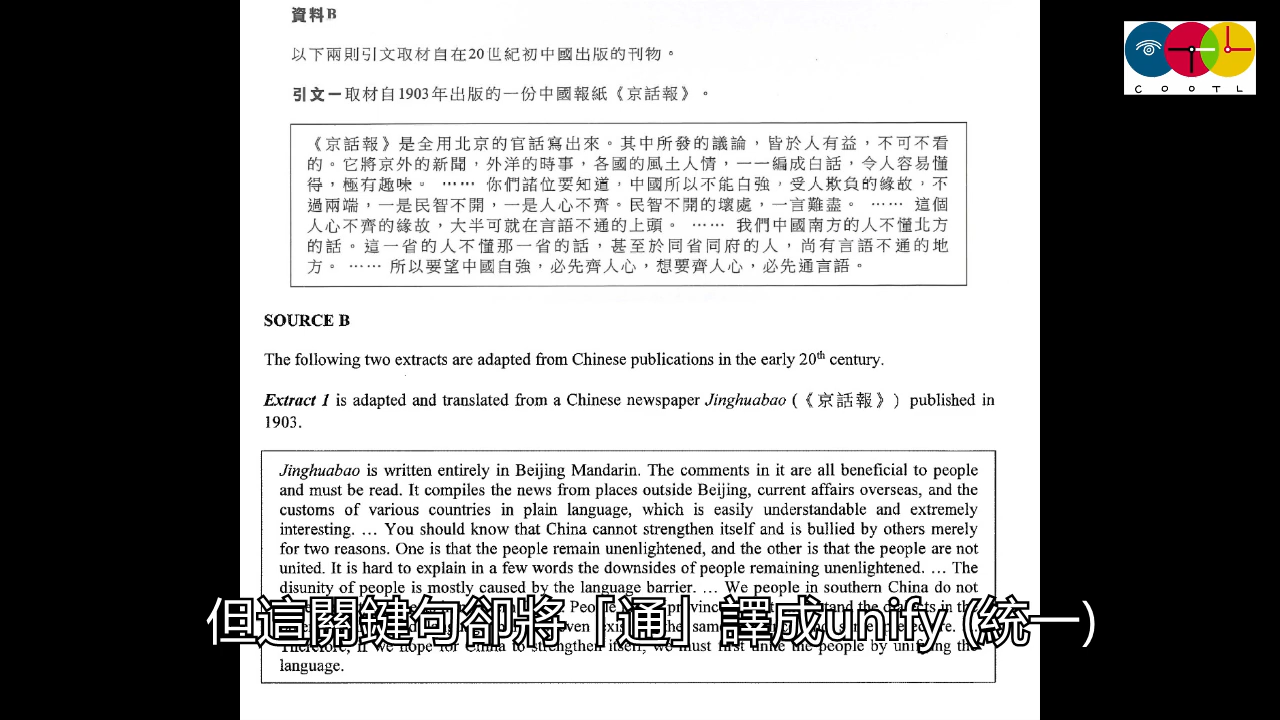 資料B
以下兩則引文取材自在20世紀初中國出版的刊物。
引文一取材自1903年出版的一份中國報紙《京話報》。
《京話報》是全用北京的官話寫出來。其中所發的議論，皆於人有益，不可不看
的。它將京外的新聞，外洋的時事，各國的風土人情，一一編成白話，令人容易懂
得，極有趣味。 …… 你們諸位要知道，中國所以不能自強，受人欺負的緣故，不
過兩端，一是民智不開，一是人心不齊。民智不開的壞處，一言難盡。 …… 這個
人心不齊的緣故，大半可就在言語不通的上頭。 …… 我們中國南方的人不懂北方
的話。這一省的人不懂那一省的話，甚至於同省同府的人，尚有言語不通的地
方。 …… 所以要望中國自強，必先齊人心，想要齊人心，必先通言語。
COOTL
SOURCE B
The following two extracts are adapted from Chinese publications in the early 20th century.
Extract 1 is adapted and translated from a Chinese newspaper Jinghuabao (《京話報》) published in
1903.
Jinghuabao is written entirely in Beijing Mandarin. The comments in it are all beneficial to people
and must be read. It compiles the news from places outside Beijing, current affairs overseas, and the
customs of various countries in plain language, which is easily understandable and extremely
interesting. … You should know that China cannot strengthen itself and is bullied by others merely
for two reasons. One is that the people remain unenlightened, and the other is that the people are not
united. It is hard to explain in a few words the downsides of people remaining unenlightened. … The
disunity of people is mostly caused by the language barrier. … We people in southern China do not
Therefore, if we hope for China to strengthen itself, we must first unite the people by unifying the
language.
但這關鍵句卻將「通」譯成unify (統一)